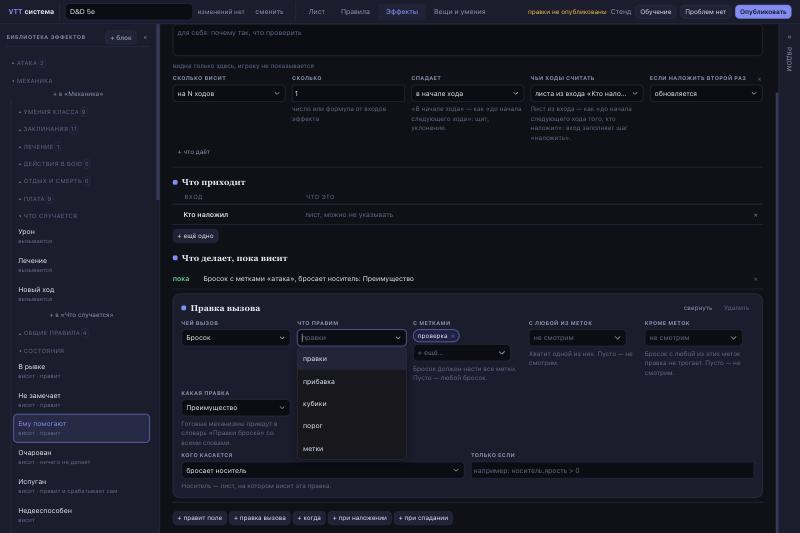 VTT система
D&D 5e
изменений нет
сменить
Лист
Правила
Эффекты
Вещи и умения
правки не опубликованы
Стенд
Обучение
Проблем нет
Опубликовать
БИБЛИОТЕКА ЭФФЕКТОВ
+ блок
«
АТАКА 2
МЕХАНИКА
+ в «Механика»
УМЕНИЯ КЛАССА 9
ЗАКЛИНАНИЯ 11
ЛЕЧЕНИЕ 1
ДЕЙСТВИЯ В БОЮ
ОТДЫХ И СМЕРТЬ
ПЛАТА 9
ЧТО СЛУЧАЕТСЯ
Урон
вызывается
Лечение
вызывается
Новый ход
вызывается
+ в «Что случается»
ОБЩИЕ ПРАВИЛА 4
СОСТОЯНИЯ
В рывке
висит · правит
Не замечает
висит · правит
Ему помогают
висит · правит
Очарован
висит · ничего не делает
Испуган
висит · правит и срабатывает сам
Недееспособен
висит
для себя: почему так, что проверить
видна только здесь, игроку не показывается
СКОЛЬКО ВИСИТ
СКОЛЬКО
СПАДАЕТ
ЧЬИ ХОДЫ СЧИТАТЬ
ЕСЛИ НАЛОЖИТЬ ВТОРОЙ РАЗ
×
на N ходов
1
в начале хода
листа из входа «Кто нало...
обновляется
число или формула от входов
эффекта
«В начале хода» — как «до начала
следующего хода»: щит,
уклонение.
Лист из входа — как «до начала
следующего хода того, кто
наложил»: вход заполняет шаг
«наложить».
+ что даёт
Что приходит
ВХОД
ЧТО ЭТО
Кто наложил
лист, можно не указывать
×
+ ещё одно
Что делает, пока висит
пока
Бросок с метками «атака», бросает носитель: Преимущество
×
Правка вызова
свернуть
Удалить
ЧЕЙ ВЫЗОВ
ЧТО ПРАВИМ
С МЕТКАМИ
С ЛЮБОЙ ИЗ МЕТОК
КРОМЕ МЕТОК
Бросок
правки
проверка ×
+ ещё...
не смотрим
не смотрим
Бросок должен нести все метки.
Пусто — любой бросок.
Хватит одной из них. Пусто — не
смотрим.
Бросок с любой из этих меток
правка не трогает. Пусто — не
смотрим.
правки
прибавка
кубики
порог
метки
КАКАЯ ПРАВКА
Преимущество
Готовые механизмы приедут в
словарь «Правки броска» со
всеми словами.
КОГО КАСАЕТСЯ
ТОЛЬКО ЕСЛИ
бросает носитель
например: носитель.ярость > 0
Носитель — лист, на котором висит эта правка.
+ правит поле
+ правка вызова
+ когда
+ при наложении
+ при спадании
«
РЯДОМ